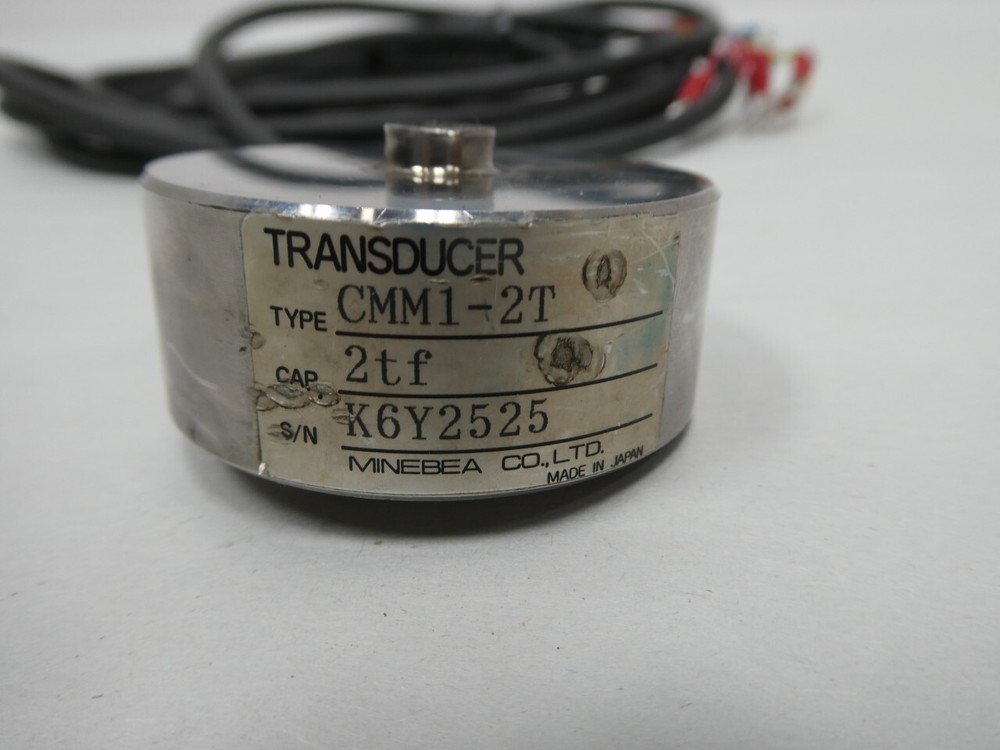 TRANSDUCER
TYPE CMM1-2T
CAP. 2tf
S/N K6Y2525
MINEBEA CO.,LTD.
MADE IN JAPAN